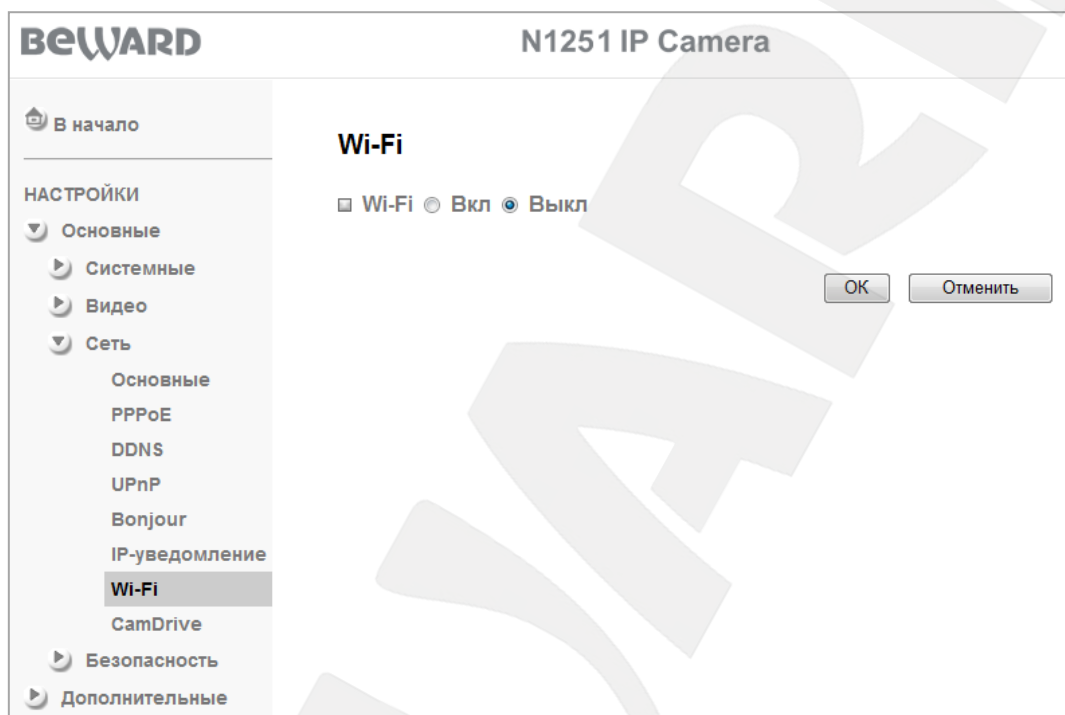 BEWARD
N1251 IP Camera
В начало
НАСТРОЙКИ
Основные
Системные
Видео
Сеть
Основные
PPPoE
DDNS
UPnP
Bonjour
IP-уведомление
Wi-Fi
CamDrive
Безопасность
Дополнительные
Wi-Fi
Wi-Fi Вкл Выкл
ОК Отменить